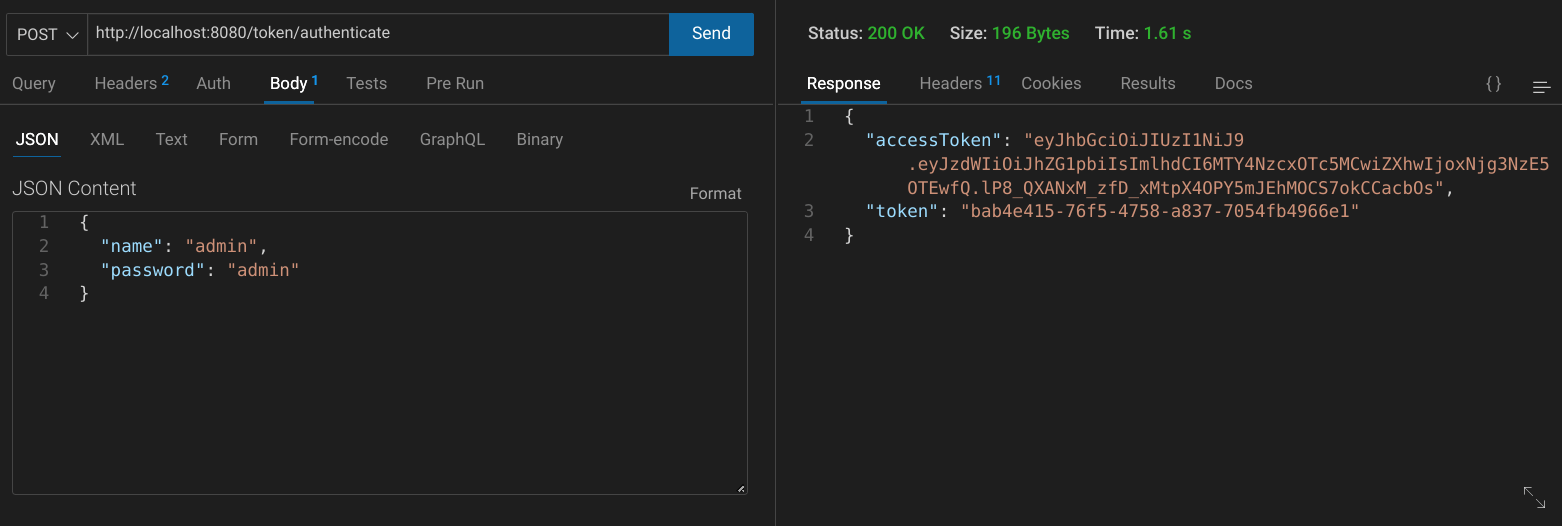 POST http://localhost:8080/token/authenticate Send
Query Headers 2 Auth Body 1 Tests Pre Run
JSON XML Text Form Form-encode GraphQL Binary
JSON Content Format
1 {
2 "name": "admin",
3 "password": "admin"
4 }
Status: 200 OK Size: 196 Bytes Time: 1.61 s
Response Headers 11 Cookies Results Docs {}
1 {
2 "accessToken": "eyJhbGciOiJIUzI1NiJ9
.eyJzdWIiOiJhZG1pbiIsImlhdCI6MTY4NzcxOTc5MCwiZXhwIjoxNjg3NzE5
OTEwfQ.lP8_QXANxM_zfD_xMtpX4OPY5mJEhMOCS7okCCacbOs",
3 "token": "bab4e415-76f5-4758-a837-7054fb4966e1"
4 }